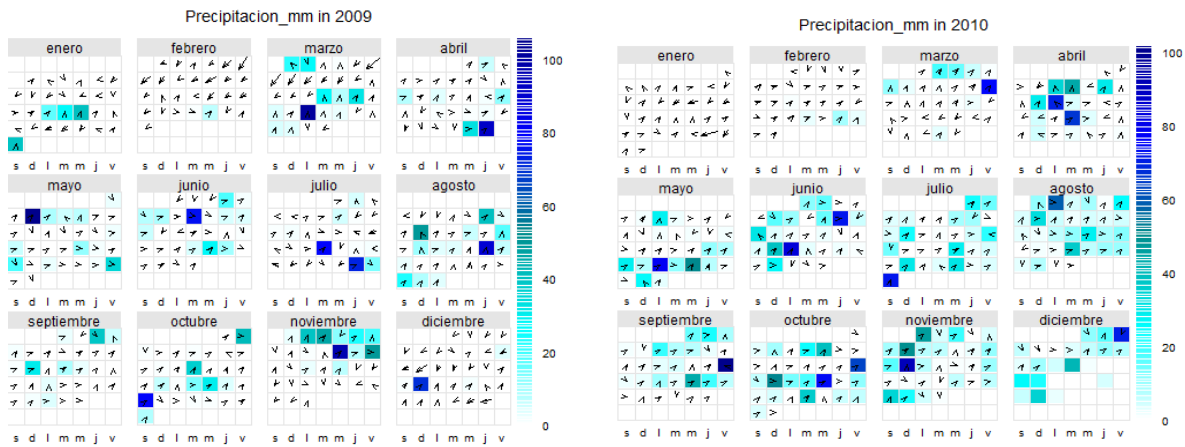 Precipitacion_mm in 2009
enero febrero marzo abril
s d l m m j v s d l m m j v s d l m m j v s d l m m j v
mayo junio julio agosto
s d l m m j v s d l m m j v s d l m m j v s d l m m j v
septiembre octubre noviembre diciembre
s d l m m j v s d l m m j v s d l m m j v s d l m m j v
100
80
60
40
20
0
Precipitacion_mm in 2010
enero febrero marzo abril
s d l m m j v s d l m m j v s d l m m j v s d l m m j v
mayo junio julio agosto
s d l m m j v s d l m m j v s d l m m j v s d l m m j v
septiembre octubre noviembre diciembre
s d l m m j v s d l m m j v s d l m m j v s d l m m j v
100
80
60
40
20
0